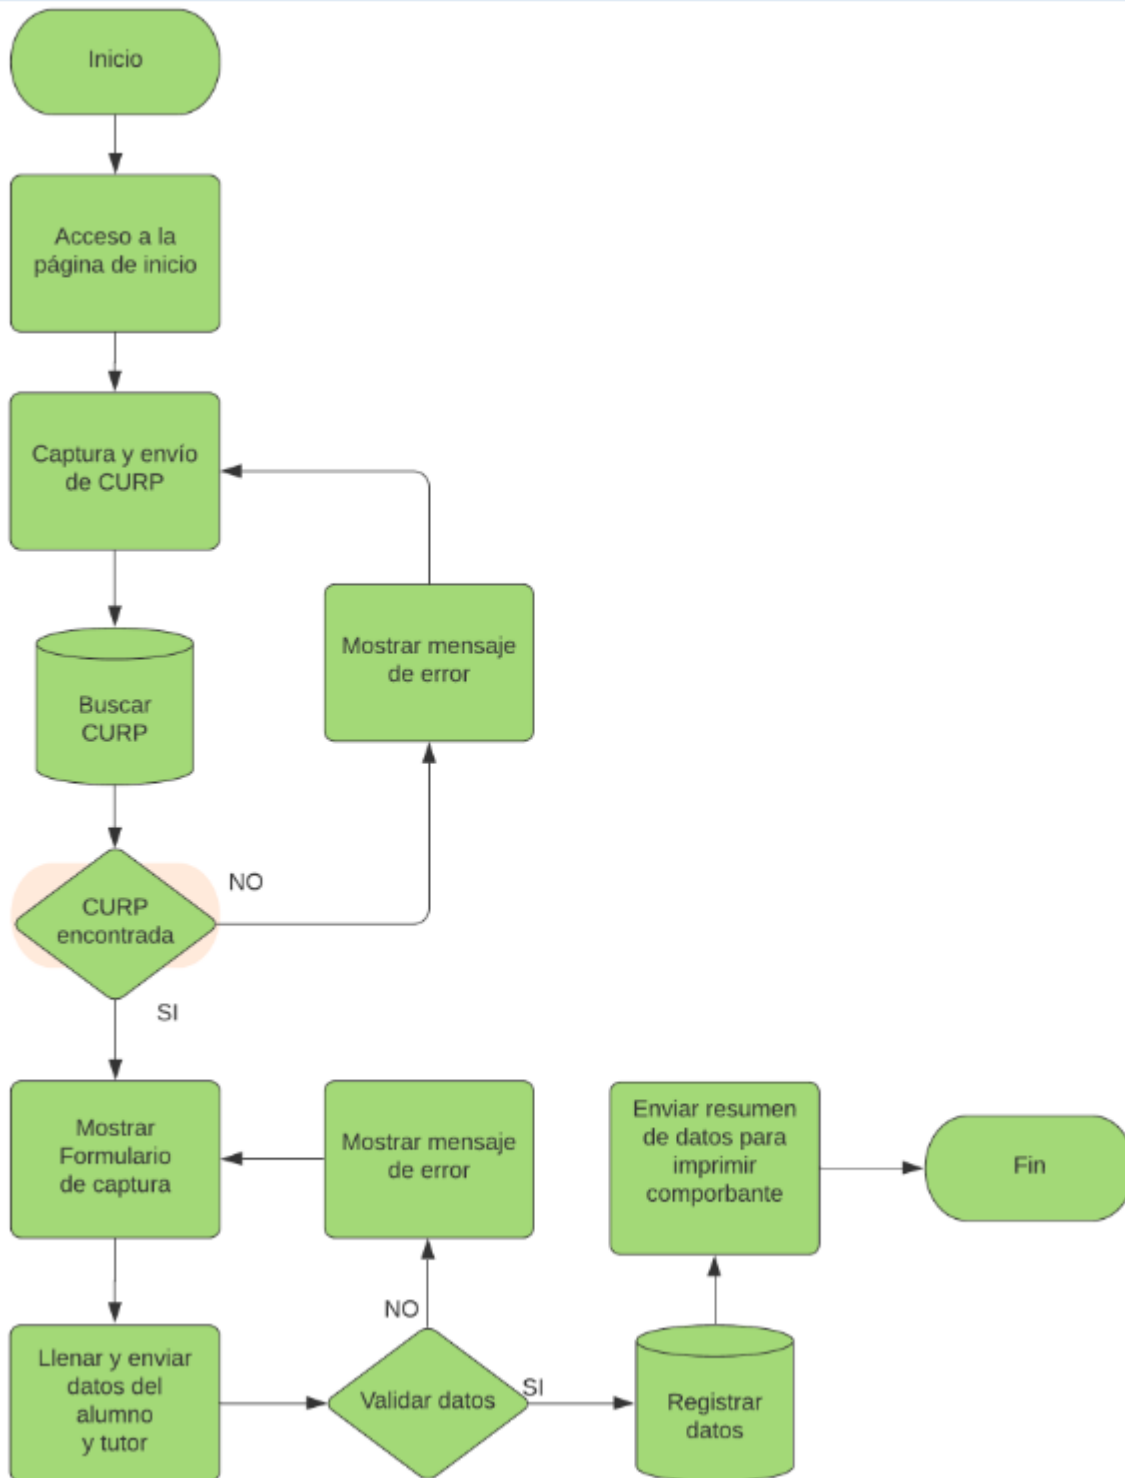 Inicio
Acceso a la
página de inicio
Captura y envío
de CURP
Mostrar mensaje
de error
Buscar
CURP
CURP
encontrada
NO
SI
Mostrar
Formulario
de captura
Mostrar mensaje
de error
Enviar resumen
de datos para
imprimir
comporbante
Fin
NO
Llenar y enviar
datos del
alumno
y tutor
Validar datos
SI
Registrar
datos